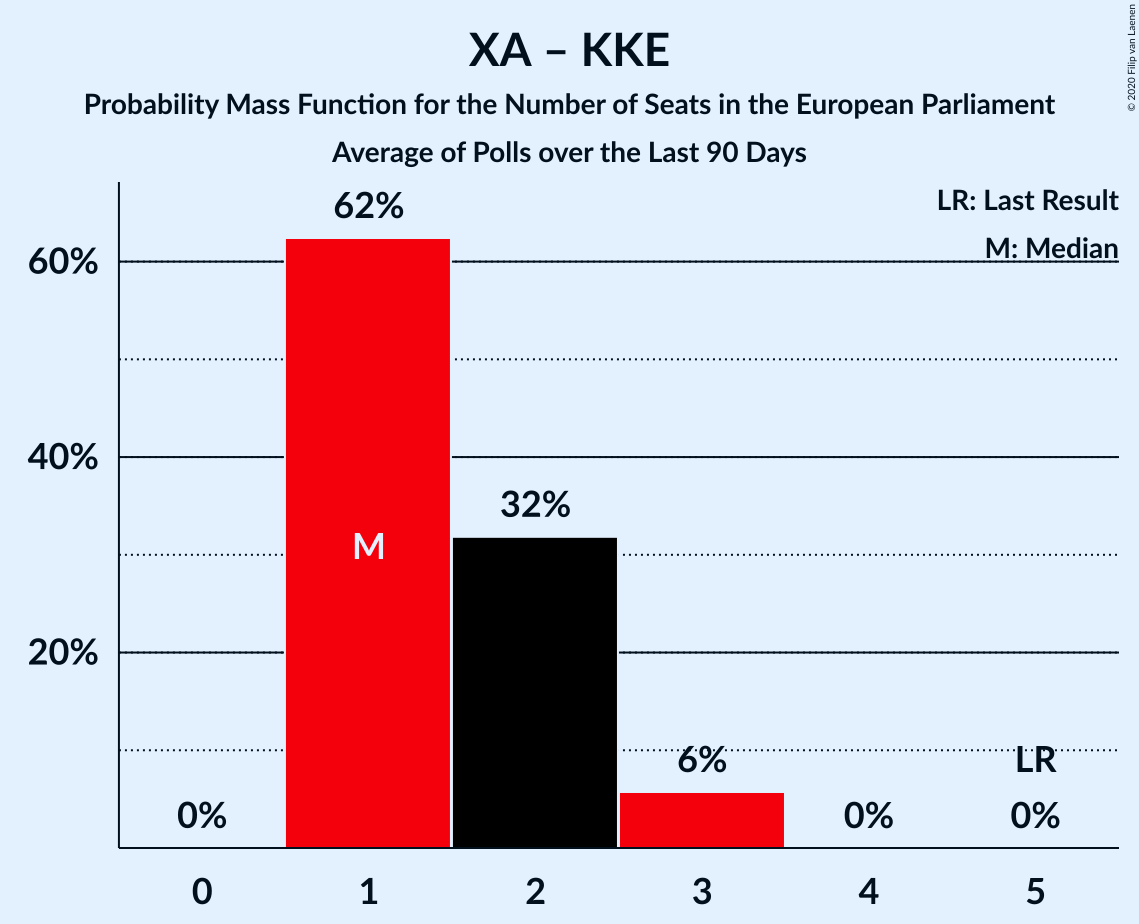 XA – KKE
Probability Mass Function for the Number of Seats in the European Parliament
Average of Polls over the Last 90 Days
© 2020 Filip van Laenen
LR: Last Result
M: Median
62%
60%
40%
32%
M
20%
6%
LR
0%
0%
0%
0 1 2 3 4 5